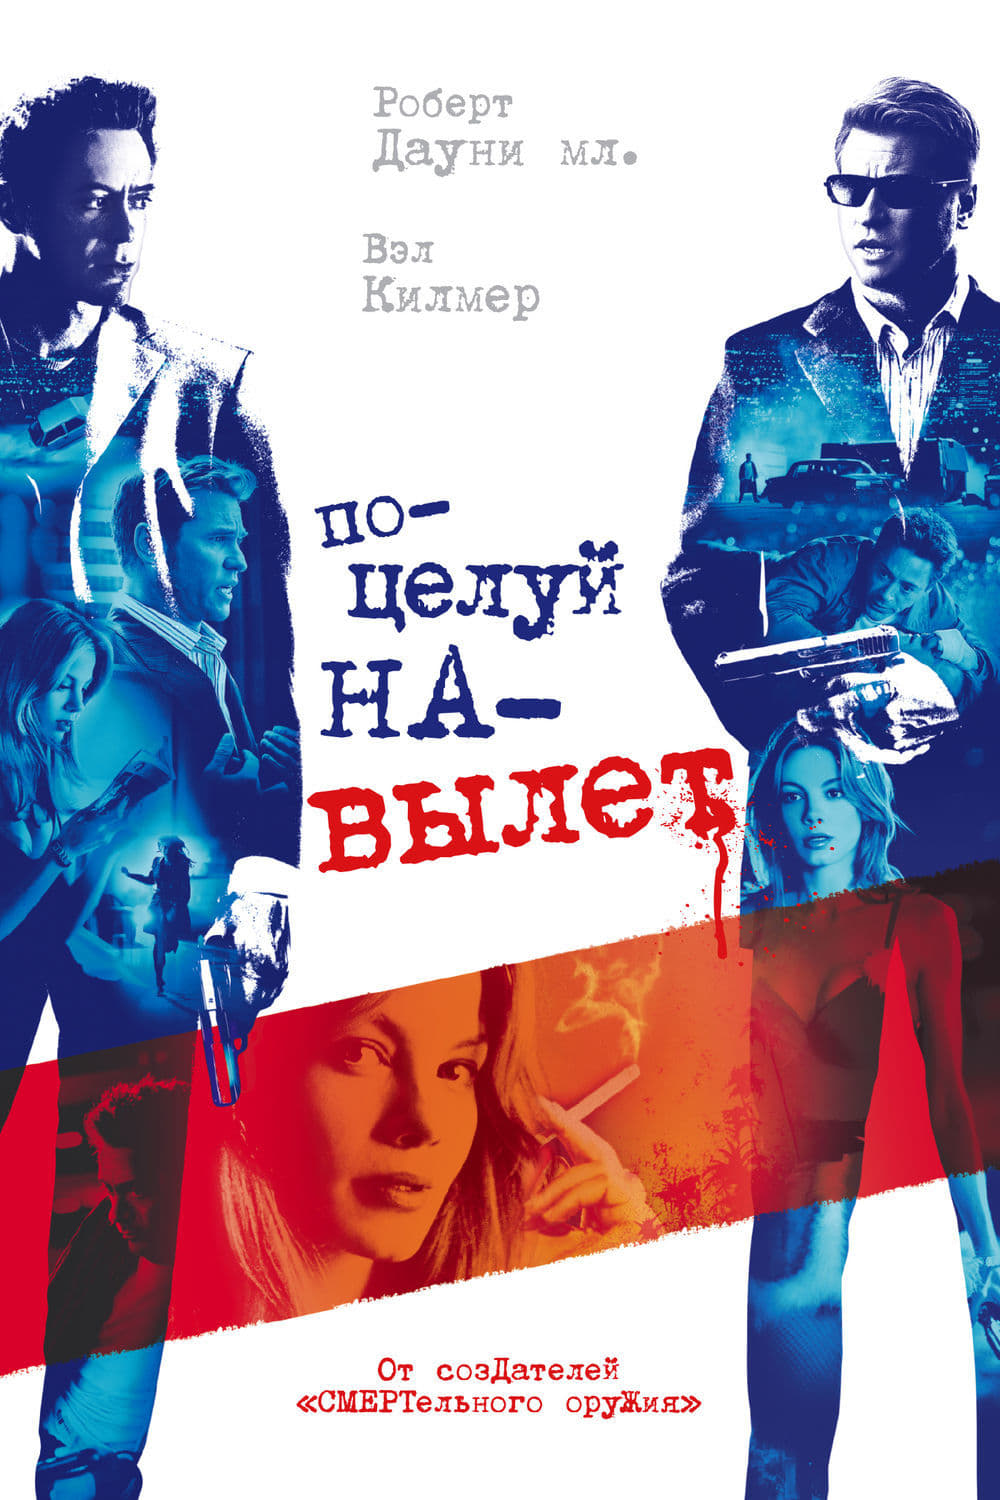 Роберт
Дауни мл.
Вэл
Килмер
по-
целуй
НА-
вылет
От созДателей
«СМЕРТельного оруЖия»